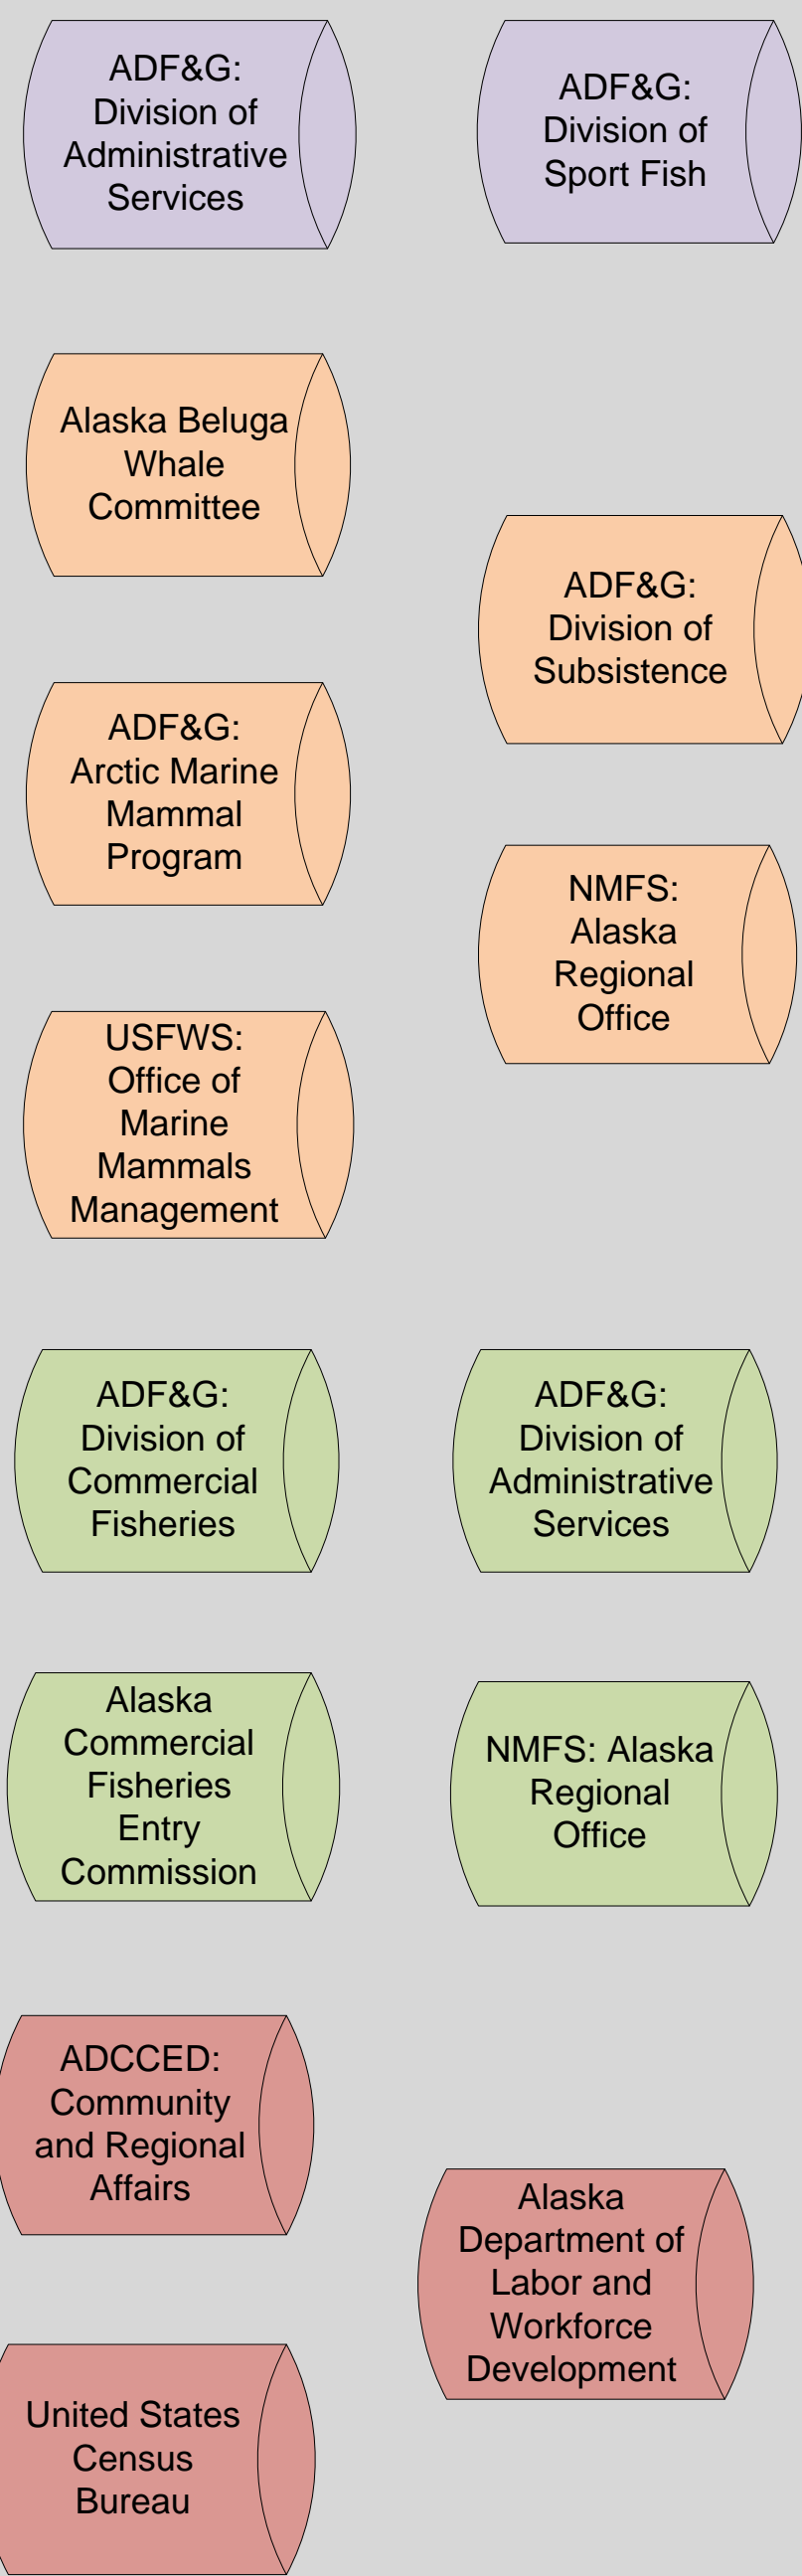 ADF&G:
Division of
Administrative
Services
ADF&G:
Division of
Sport Fish
Alaska Beluga
Whale
Committee
ADF&G:
Division of
Subsistence
ADF&G:
Arctic Marine
Mammal
Program
NMFS:
Alaska
Regional
Office
USFWS:
Office of
Marine
Mammals
Management
ADF&G:
Division of
Commercial
Fisheries
ADF&G:
Division of
Administrative
Services
Alaska
Commercial
Fisheries
Entry
Commission
NMFS: Alaska
Regional
Office
ADCCED:
Community
and Regional
Affairs
Alaska
Department of
Labor and
Workforce
Development
United States
Census
Bureau